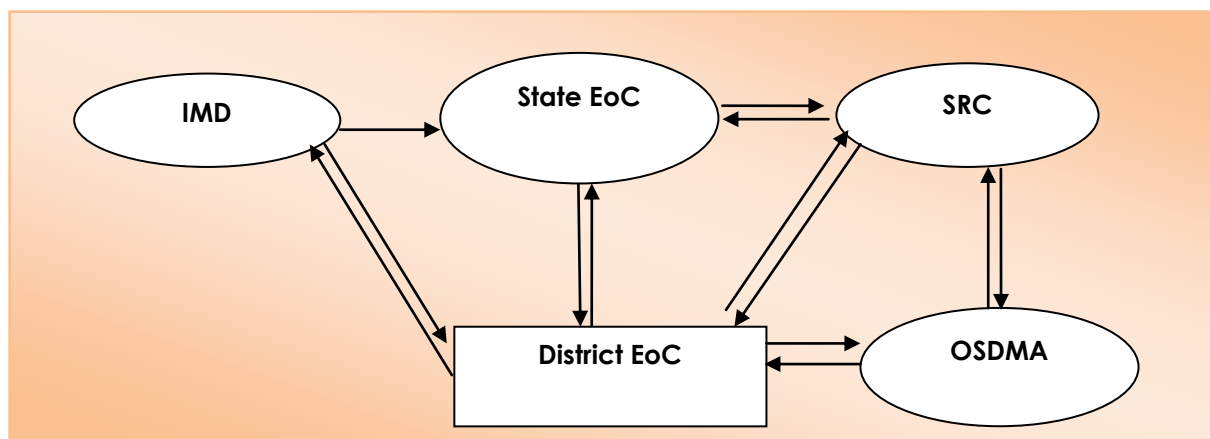 IMD
State EoC
SRC
District EoC
OSDMA